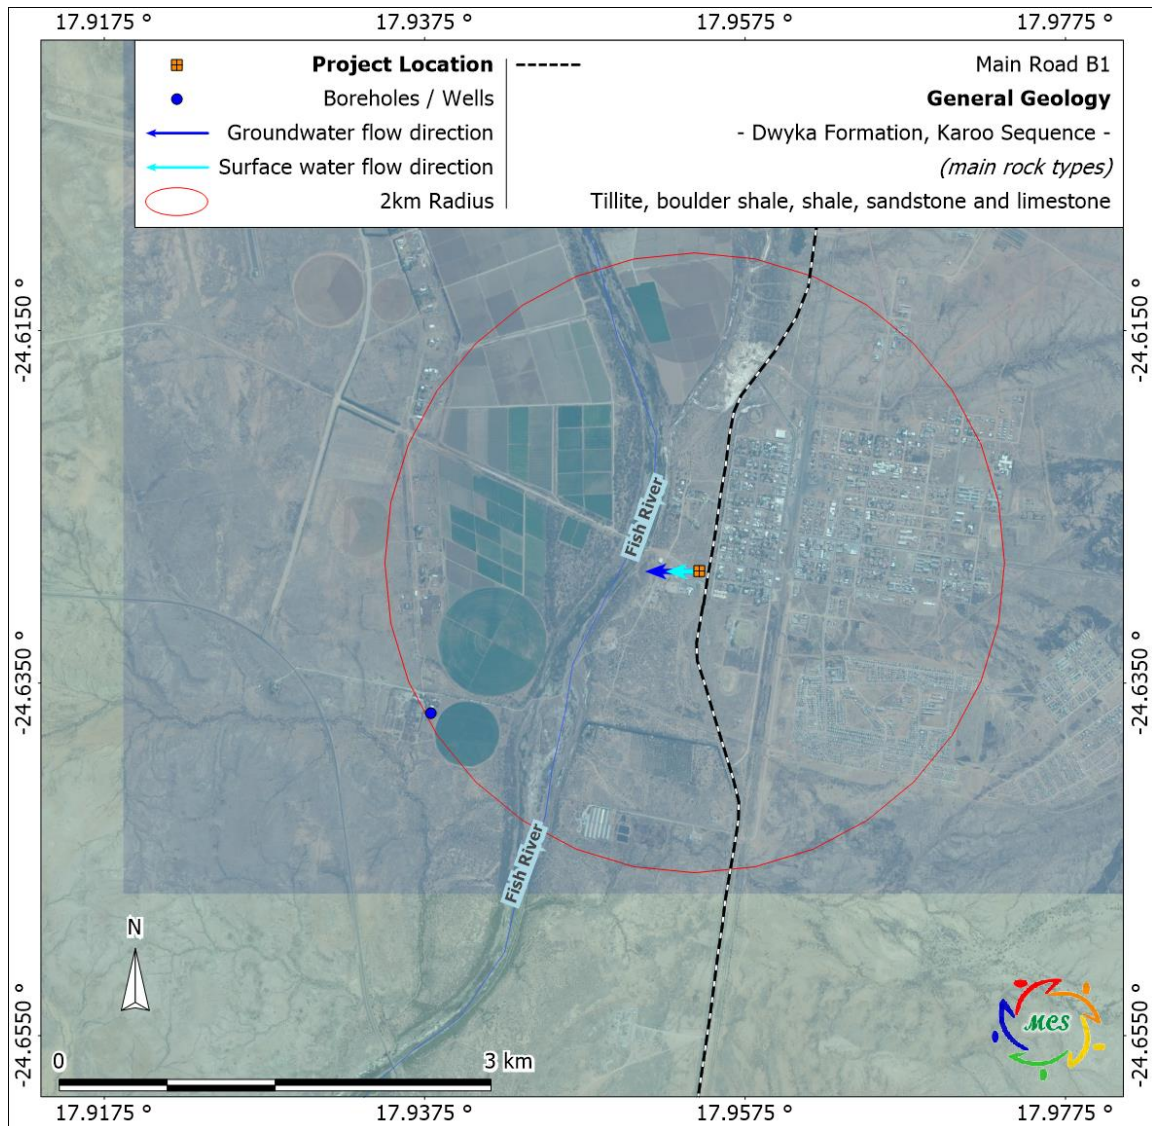 17.9175 ° 17.9375 ° 17.9575 ° 17.9775 °
Project Location
Boreholes / Wells
Groundwater flow direction
Surface water flow direction
2km Radius
Main Road B1
General Geology
- Dwyka Formation, Karoo Sequence -
(main rock types)
Tillite, boulder shale, shale, sandstone and limestone
-24.6150 ° -24.6150 °
Fish River
-24.6350 ° -24.6350 °
Fish River
N
MCS
-24.6550 ° -24.6550 °
0 3 km
17.9175 ° 17.9375 ° 17.9575 ° 17.9775 °